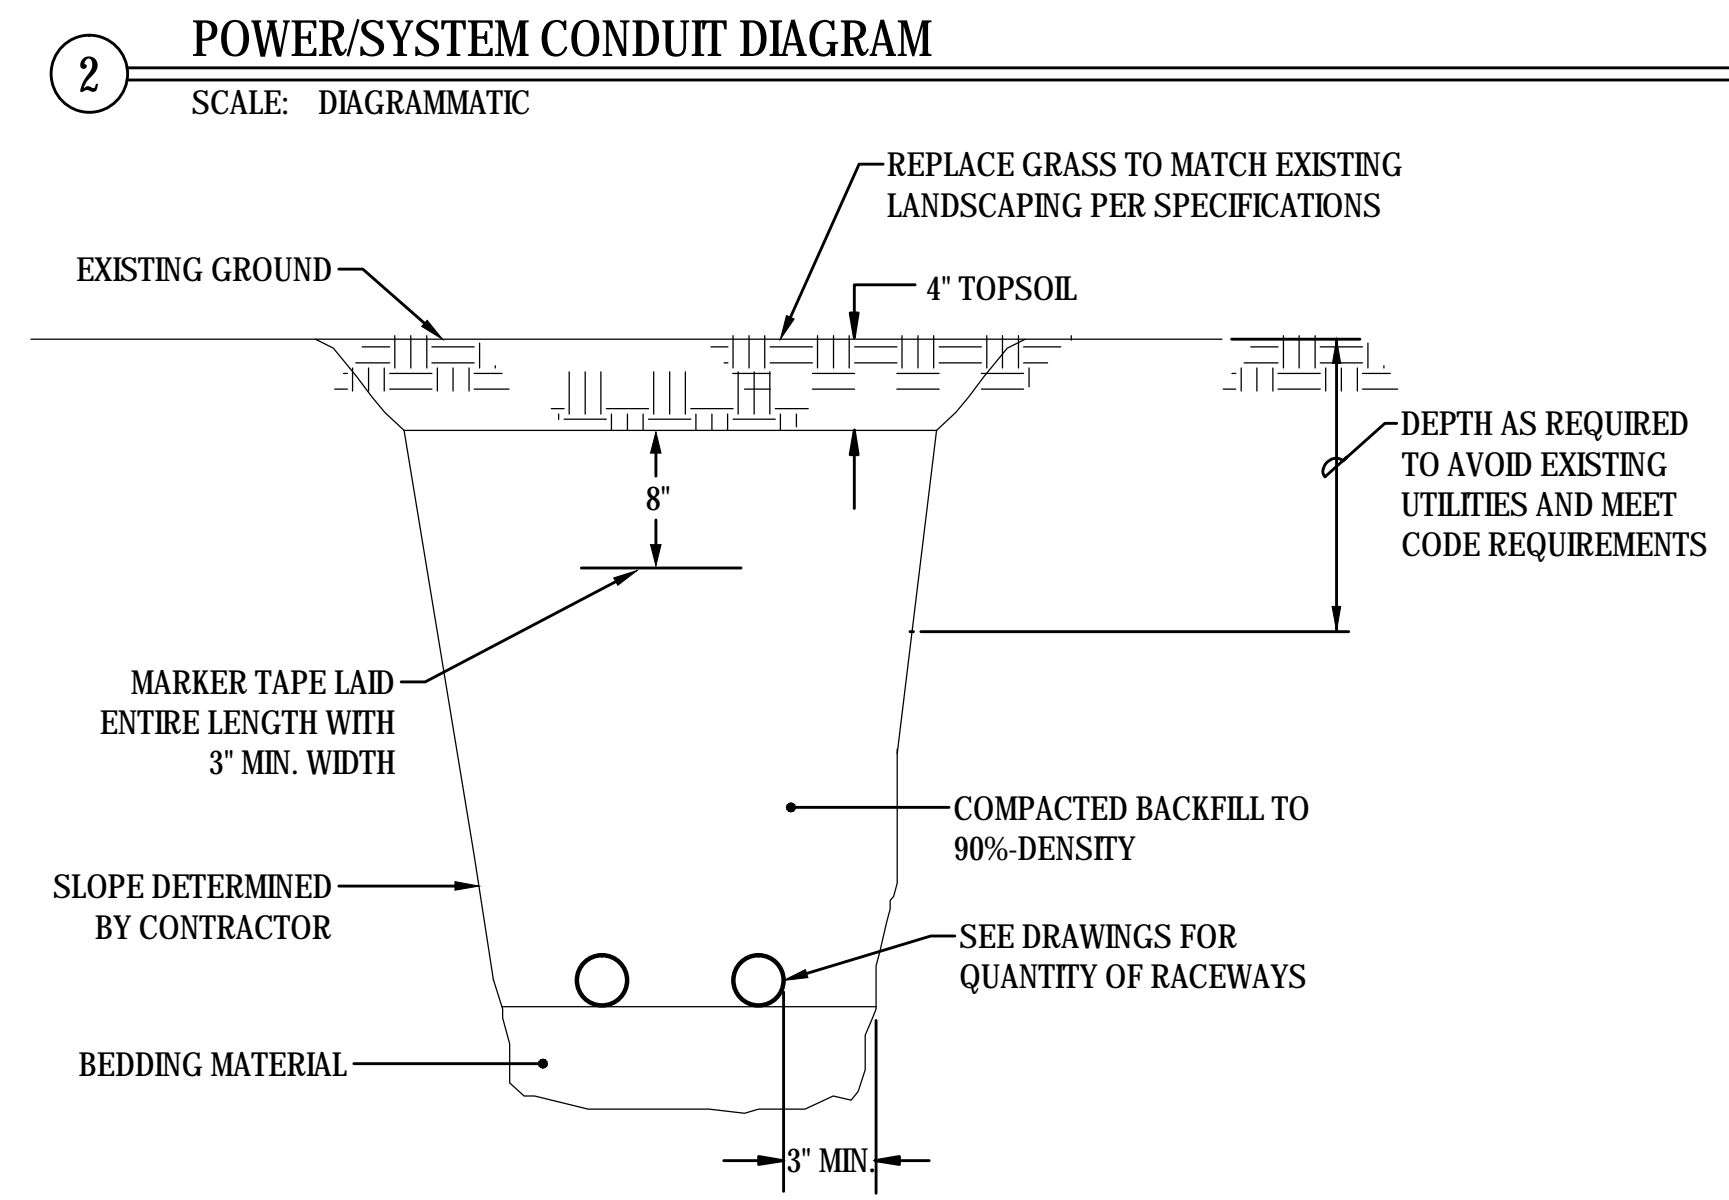 2
POWER/SYSTEM CONDUIT DIAGRAM
SCALE: DIAGRAMMATIC
REPLACE GRASS TO MATCH EXISTING
LANDSCAPING PER SPECIFICATIONS
EXISTING GROUND
4" TOPSOIL
DEPTH AS REQUIRED
TO AVOID EXISTING
UTILITIES AND MEET
CODE REQUIREMENTS
8"
MARKER TAPE LAID
ENTIRE LENGTH WITH
3" MIN. WIDTH
COMPACTED BACKFILL TO
90%-DENSITY
SLOPE DETERMINED
BY CONTRACTOR
SEE DRAWINGS FOR
QUANTITY OF RACEWAYS
BEDDING MATERIAL
3" MIN.